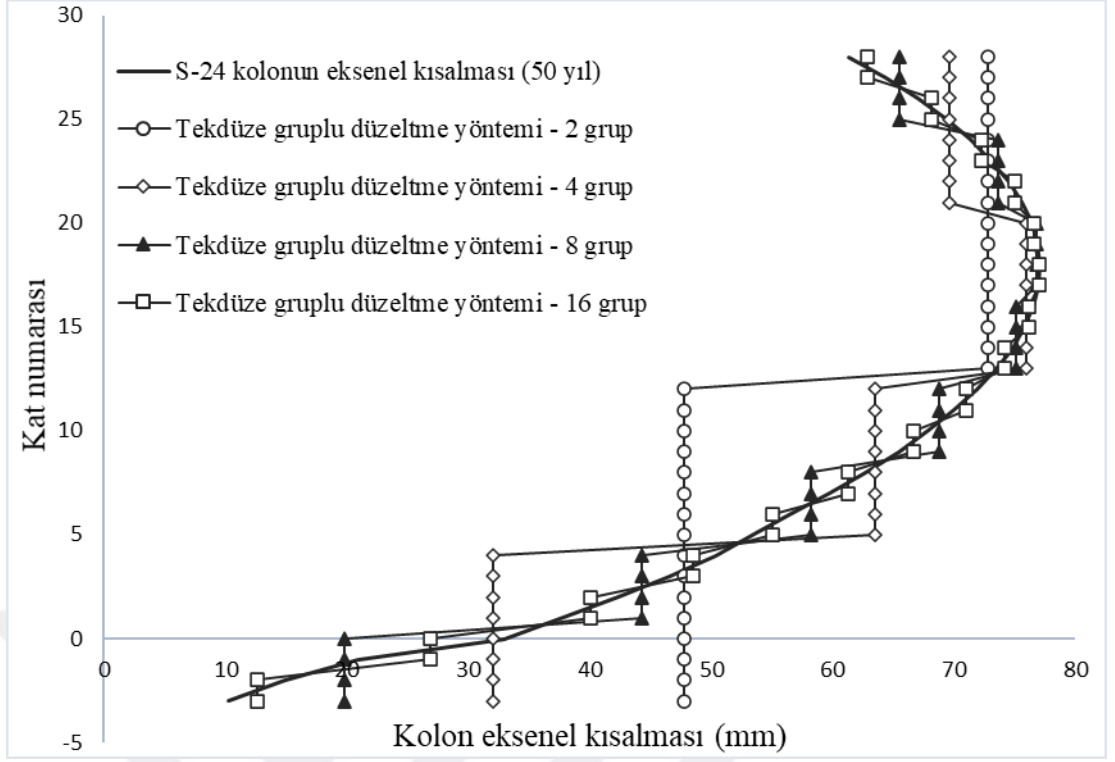 30
S-24 kolonun eksenel kısalması (50 yıl)
25
Tekdüze gruplu düzeltme yöntemi - 2 grup
Tekdüze gruplu düzeltme yöntemi - 4 grup
20
Tekdüze gruplu düzeltme yöntemi - 8 grup
Tekdüze gruplu düzeltme yöntemi - 16 grup
15
Kat numarası
10
5
0
0 10 20 30 40 50 60 70 80
-5
Kolon eksenel kısalması (mm)